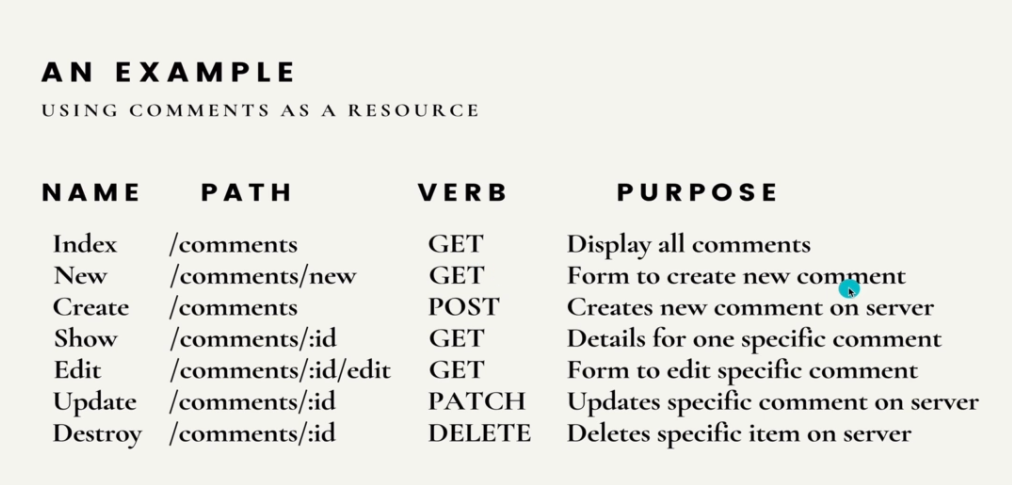 AN EXAMPLE
USING COMMENTS AS A RESOURCE
NAME PATH VERB PURPOSE
Index /comments GET Display all comments
New /comments/new GET Form to create new comment
Create /comments POST Creates new comment on server
Show /comments/:id GET Details for one specific comment
Edit /comments/:id/edit GET Form to edit specific comment
Update /comments/:id PATCH Updates specific comment on server
Destroy /comments/:id DELETE Deletes specific item on server